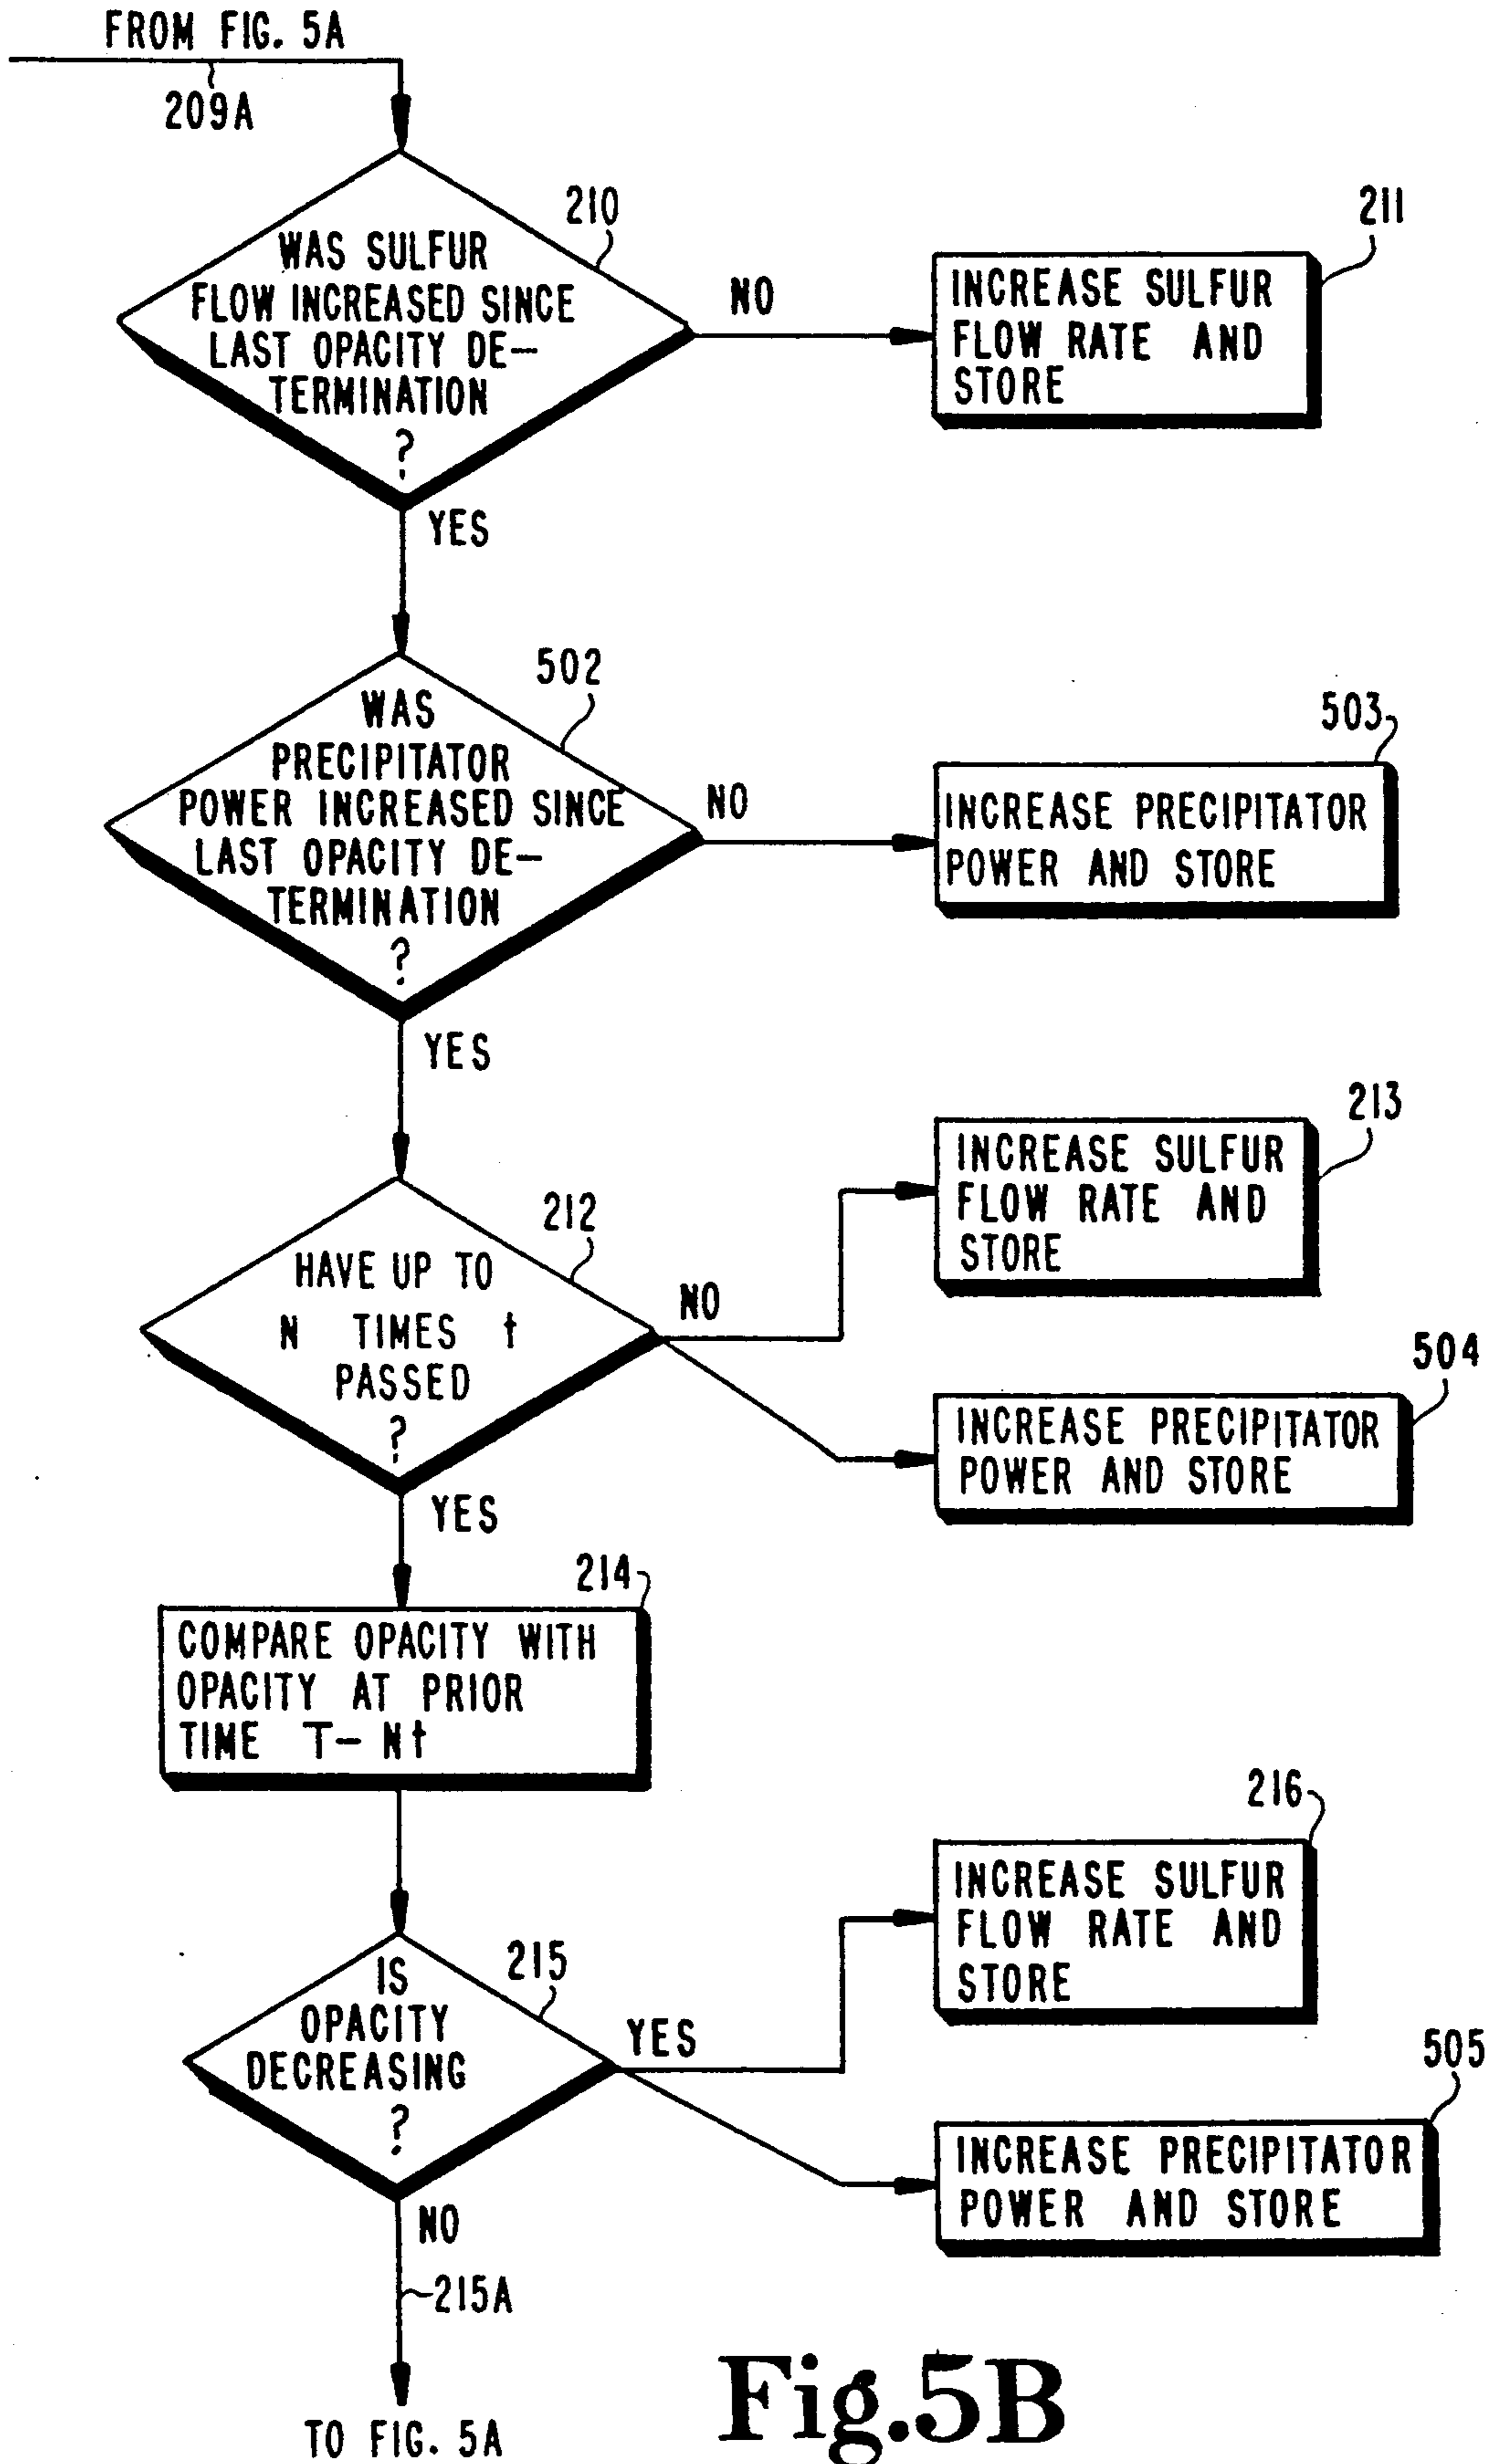 FROM FIG. 5A
209A
210
WAS SULFUR
FLOW INCREASED SINCE
LAST OPACITY DE-
TERMINATION
?
NO
211
INCREASE SULFUR
FLOW RATE AND
STORE
YES
502
WAS
PRECIPITATOR
POWER INCREASED SINCE
LAST OPACITY DE-
TERMINATION
?
NO
503
INCREASE PRECIPITATOR
POWER AND STORE
YES
212
HAVE UP TO
N TIMES t
PASSED
?
NO
213
INCREASE SULFUR
FLOW RATE AND
STORE
504
INCREASE PRECIPITATOR
POWER AND STORE
YES
214
COMPARE OPACITY WITH
OPACITY AT PRIOR
TIME T- Nt
215
IS
OPACITY
DECREASING
?
YES
216
INCREASE SULFUR
FLOW RATE AND
STORE
505
INCREASE PRECIPITATOR
POWER AND STORE
NO
215A
TO FIG. 5A
Fig.5B